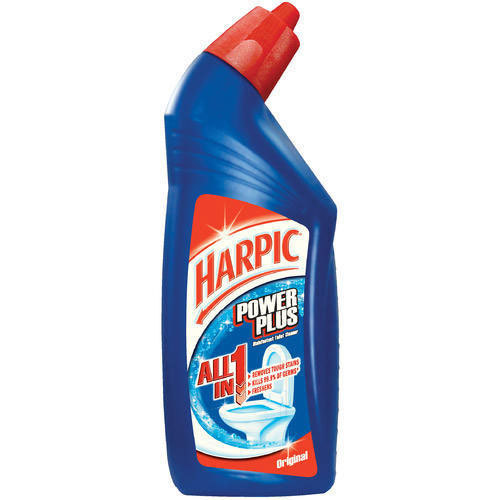 HARPIC
POWER
PLUS
Disinfectant Toilet Cleaner
ALL
IN 1
REMOVES TOUGH STAINS
KILLS 99.9% OF GERMS*
FRESHENS
Original